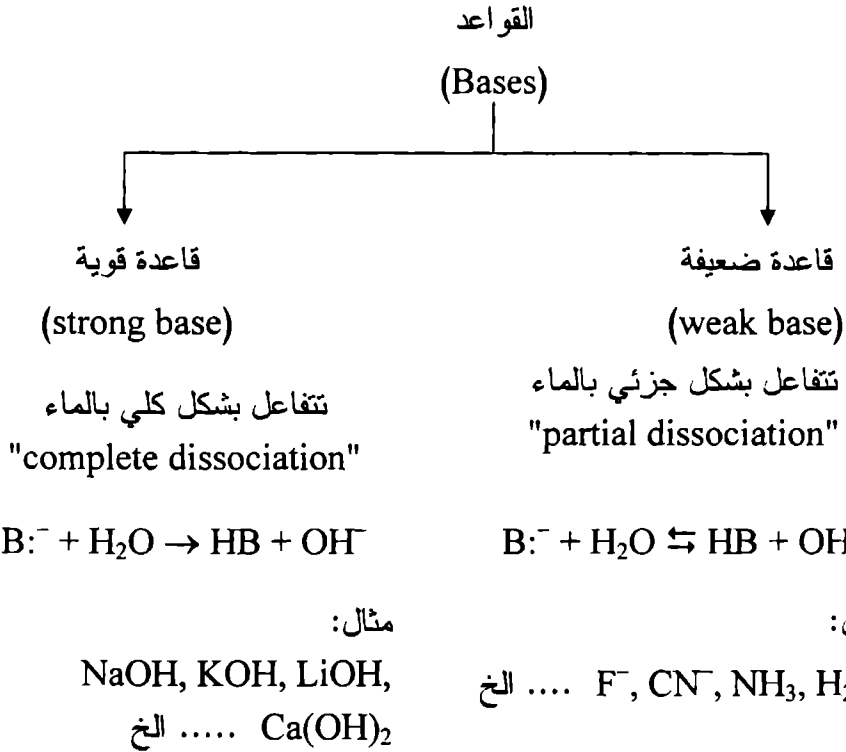 القواعد
(Bases)
قاعدة قوية
(strong base)
تتفاعل بشكل كلي بالماء
"complete dissociation"
B:⁻ + H₂O → HB + OH⁻
مثال:
NaOH, KOH, LiOH,
Ca(OH)₂ ..... الخ
قاعدة ضعيفة
(weak base)
تتفاعل بشكل جزئي بالماء
"partial dissociation"
B:⁻ + H₂O ⇆ HB + OH
F⁻, CN⁻, NH₃, .... الخ